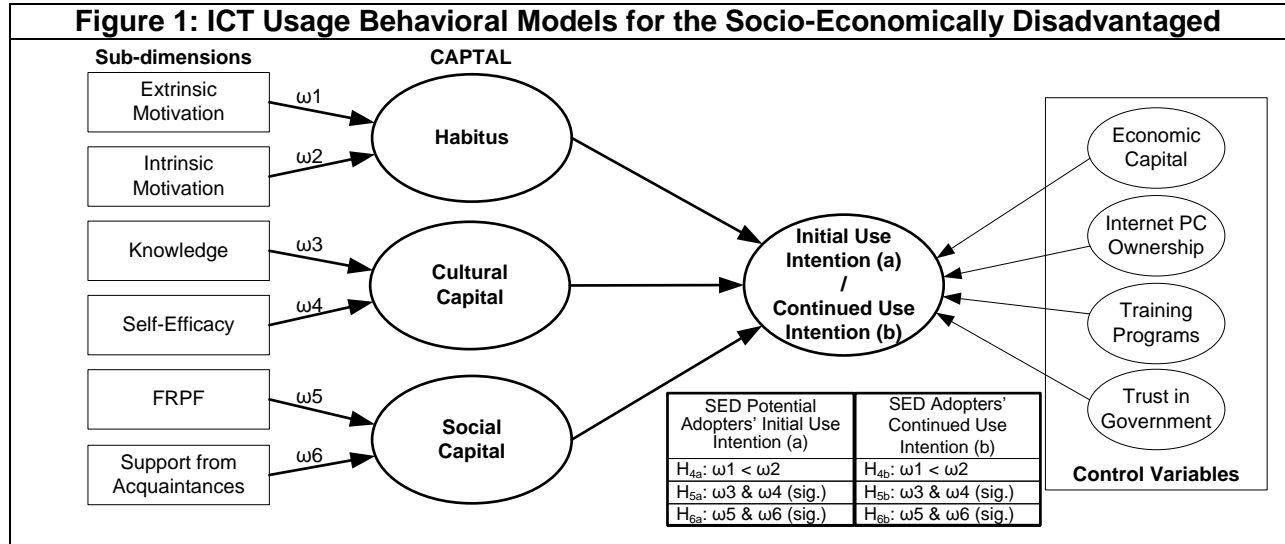 Figure 1: ICT Usage Behavioral Models for the Socio-Economically Disadvantaged
Sub-dimensions
CAPTAL
Extrinsic
Motivation
ω1
Intrinsic
Motivation
ω2
Habitus
Knowledge
ω3
Self-Efficacy
ω4
Cultural
Capital
FRPF
ω5
Support from
Acquaintances
ω6
Social
Capital
Initial Use
Intention (a)
/
Continued Use
Intention (b)
Economic
Capital
Internet PC
Ownership
Training
Programs
Trust in
Government
Control Variables
SED Potential
Adopters' Initial Use
Intention (a)
SED Adopters'
Continued Use
Intention (b)
H4a: ω1 < ω2
H4b: ω1 < ω2
H5a: ω3 & ω4 (sig.)
H5b: ω3 & ω4 (sig.)
H6a: ω5 & ω6 (sig.)
H6b: ω5 & ω6 (sig.)